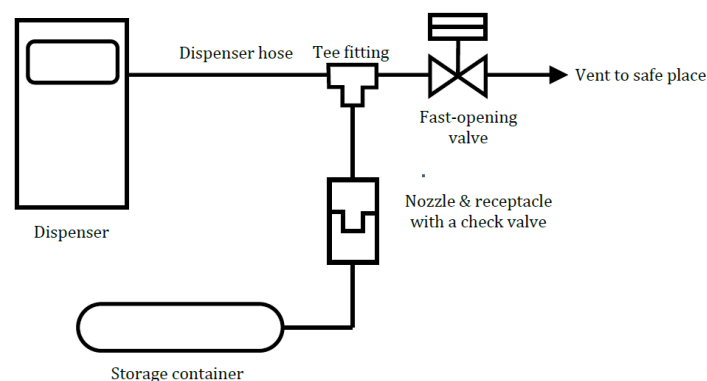 Dispenser hose
Tee fitting
Vent to safe place
Fast-opening
valve
Nozzle & receptacle
with a check valve
Dispenser
Storage container